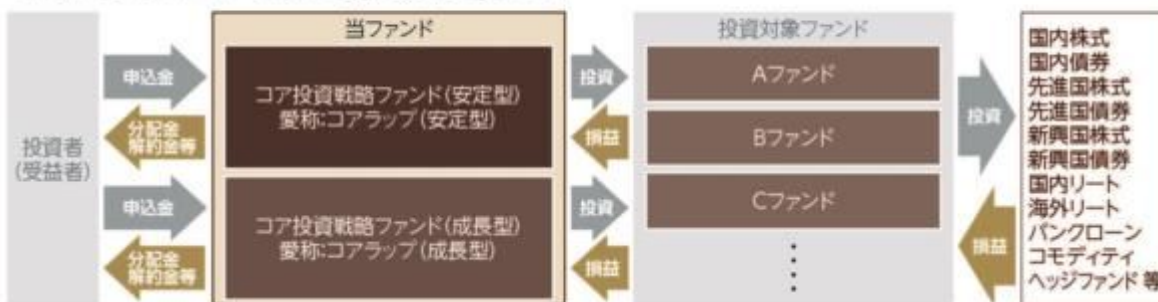 当ファンド
投資対象ファンド
投資者
(受益者)
申込金
分配金
解約金等
申込金
分配金
解約金等
コア投資戦略ファンド(安定型)
愛称:コアラップ(安定型)
コア投資戦略ファンド(成長型)
愛称:コアラップ(成長型)
投資
損益
投資
損益
Aファンド
Bファンド
Cファンド
投資
損益
国内株式
国内債券
先進国株式
先進国債券
新興国株式
新興国債券
国内リート
海外リート
バンクローン
コモディティ
ヘッジファンド 等